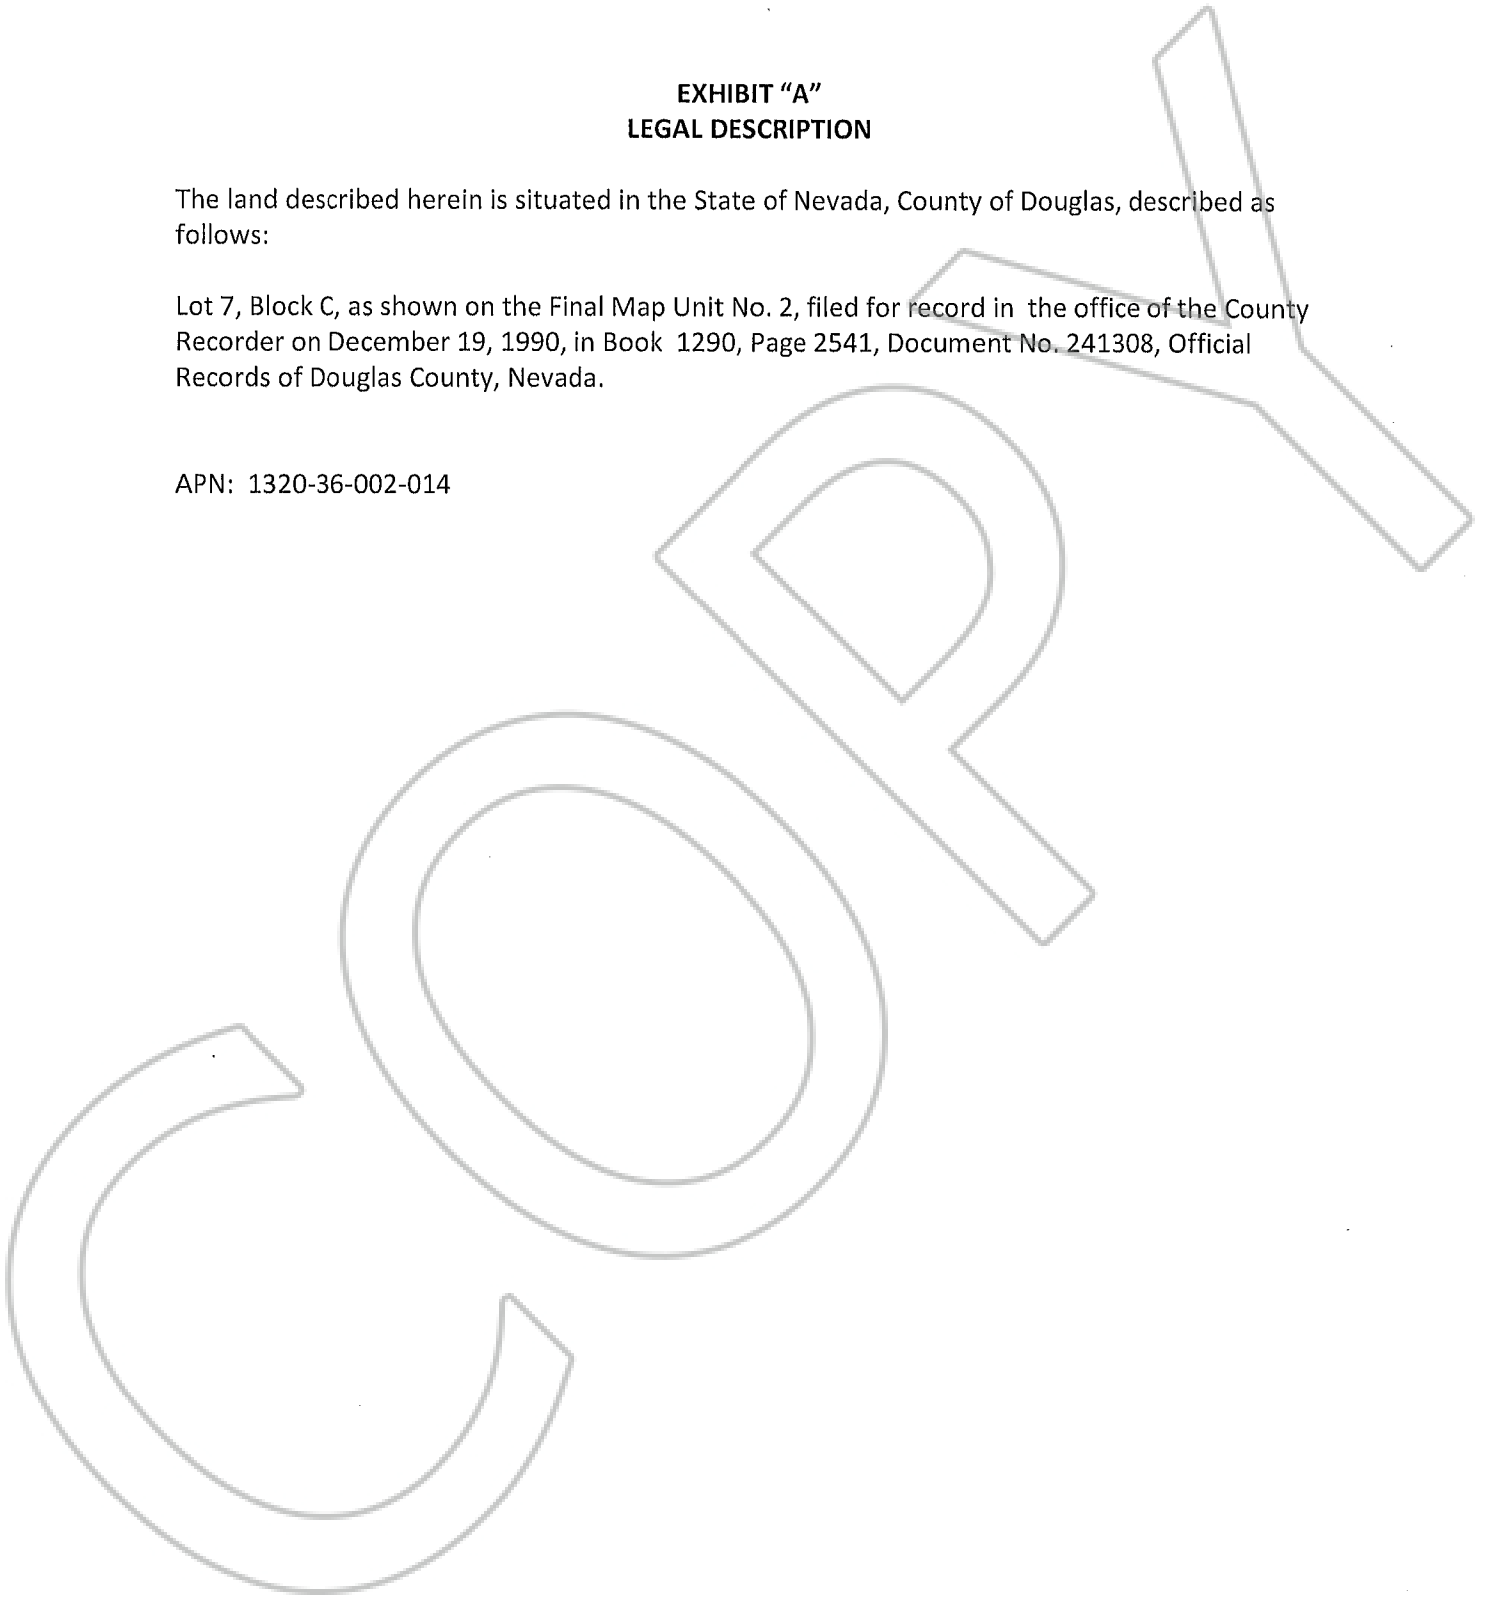 EXHIBIT “A”
LEGAL DESCRIPTION
The land described herein is situated in the State of Nevada, County of Douglas, described as
follows:
Lot 7, Block C, as shown on the Final Map Unit No. 2, filed for record in  the office of the County
Recorder on December 19, 1990, in Book  1290, Page 2541, Document No. 241308, Official
Records of Douglas County, Nevada.
APN:  1320-36-002-014
COPY